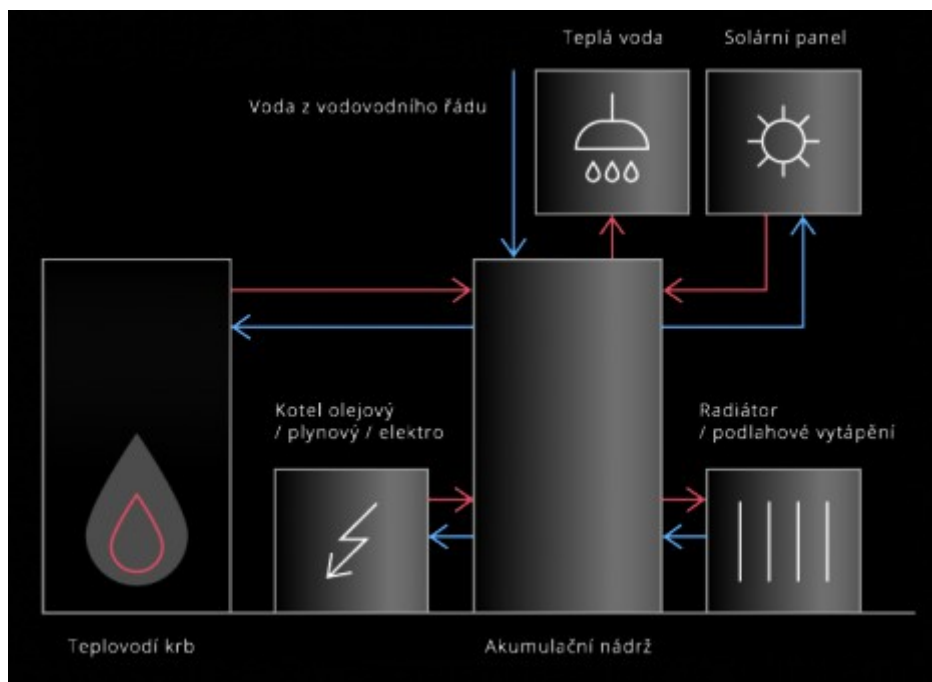 Teplá voda
Solární panel
Voda z vodovodního řádu
Kotel olejový
/ plynový / elektro
Radiátor
/ podlahové vytápění
Teplovodí krb
Akumulační nádrž